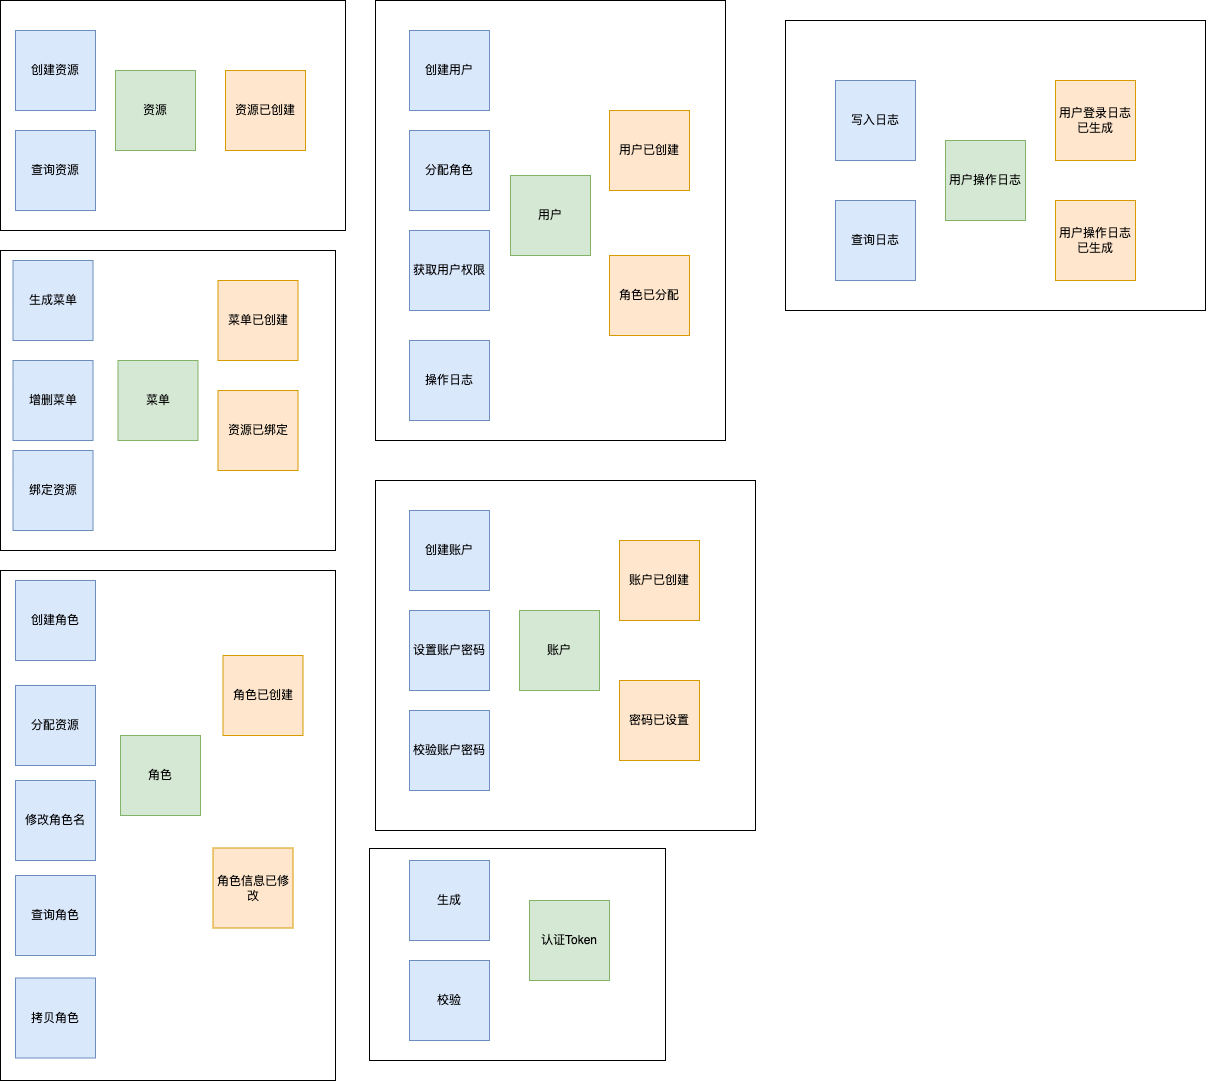 创建资源
资源
资源已创建
查询资源
生成菜单
菜单已创建
增删菜单
菜单
资源已绑定
绑定资源
创建角色
角色已创建
分配资源
角色
修改角色名
角色信息已修
改
查询角色
拷贝角色
创建用户
用户已创建
分配角色
用户
获取用户权限
角色已分配
操作日志
创建账户
账户已创建
设置账户密码
账户
密码已设置
校验账户密码
生成
认证Token
校验
写入日志
用户登录日志
已生成
用户操作日志
查询日志
用户操作日志
已生成